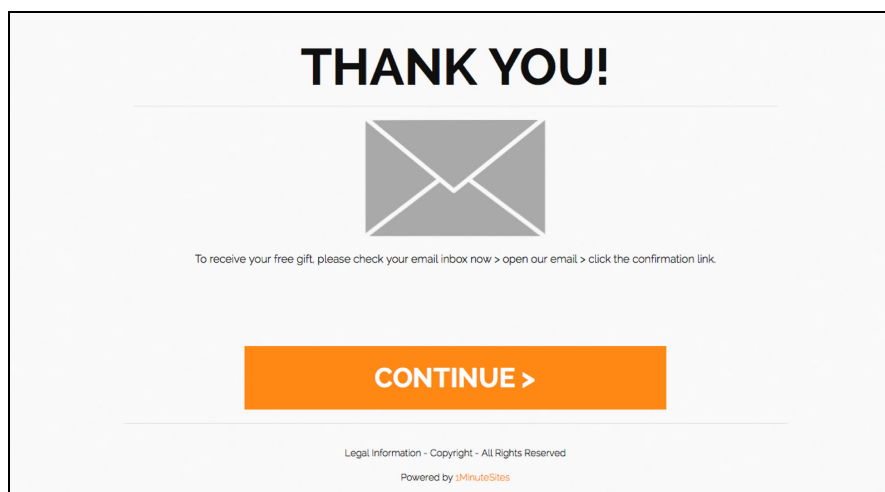 THANK YOU!
To receive your free gift, please check your email inbox now > open our email > click the confirmation link.
CONTINUE >
Legal Information - Copyright - All Rights Reserved
Powered by 1MinuteSites